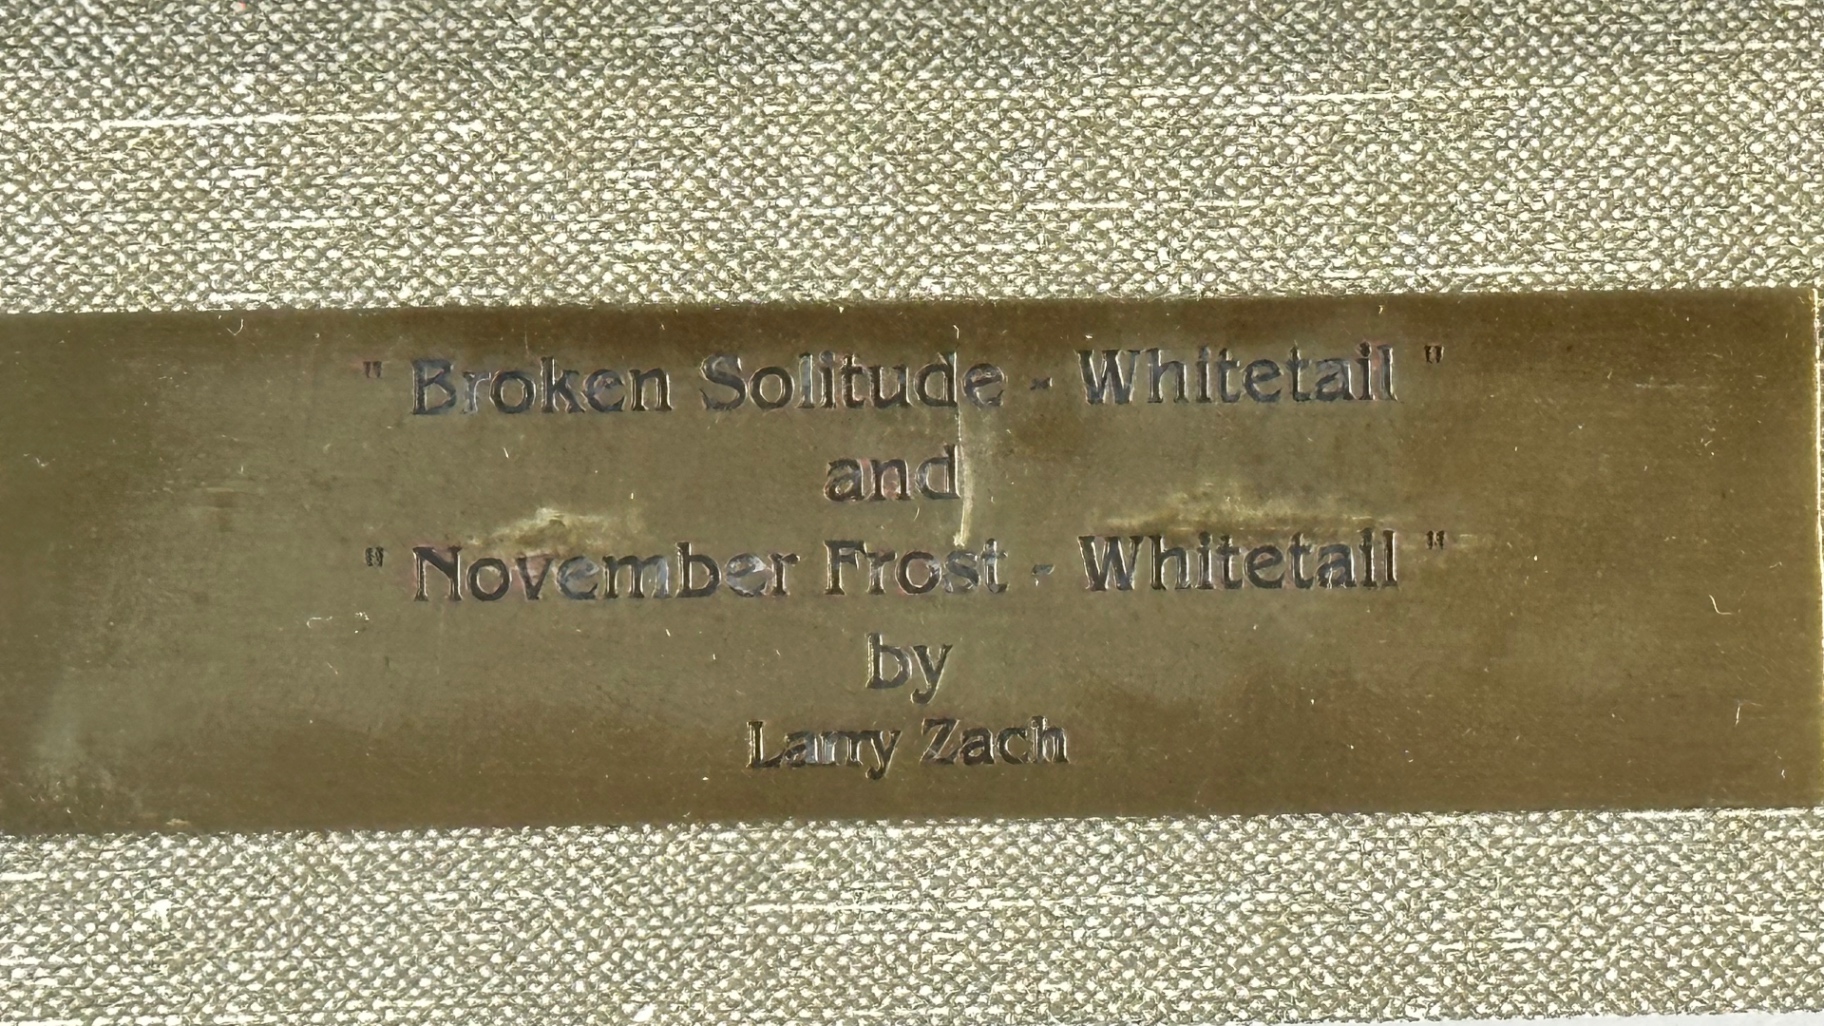 " Broken Solitude - Whitetail "
and
" November Frost - Whitetail "
by
Larry Zach